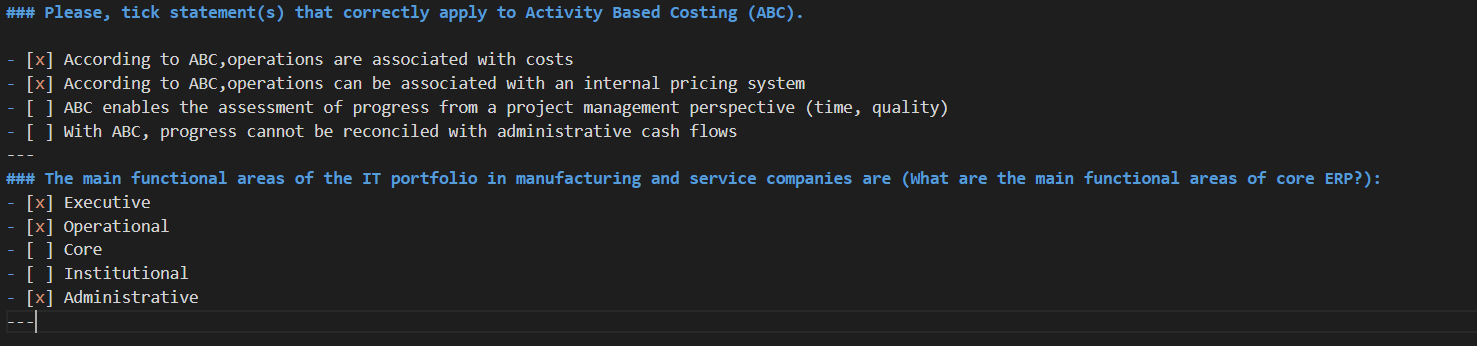 ### Please, tick statement(s) that correctly apply to Activity Based Costing (ABC).
- [x] According to ABC,operations are associated with costs
- [x] According to ABC,operations can be associated with an internal pricing system
- [ ] ABC enables the assessment of progress from a project management perspective (time, quality)
- [ ] With ABC, progress cannot be reconciled with administrative cash flows
---
### The main functional areas of the IT portfolio in manufacturing and service companies are (What are the main functional areas of core ERP?):
- [x] Executive
- [x] Operational
- [ ] Core
- [ ] Institutional
- [x] Administrative
---